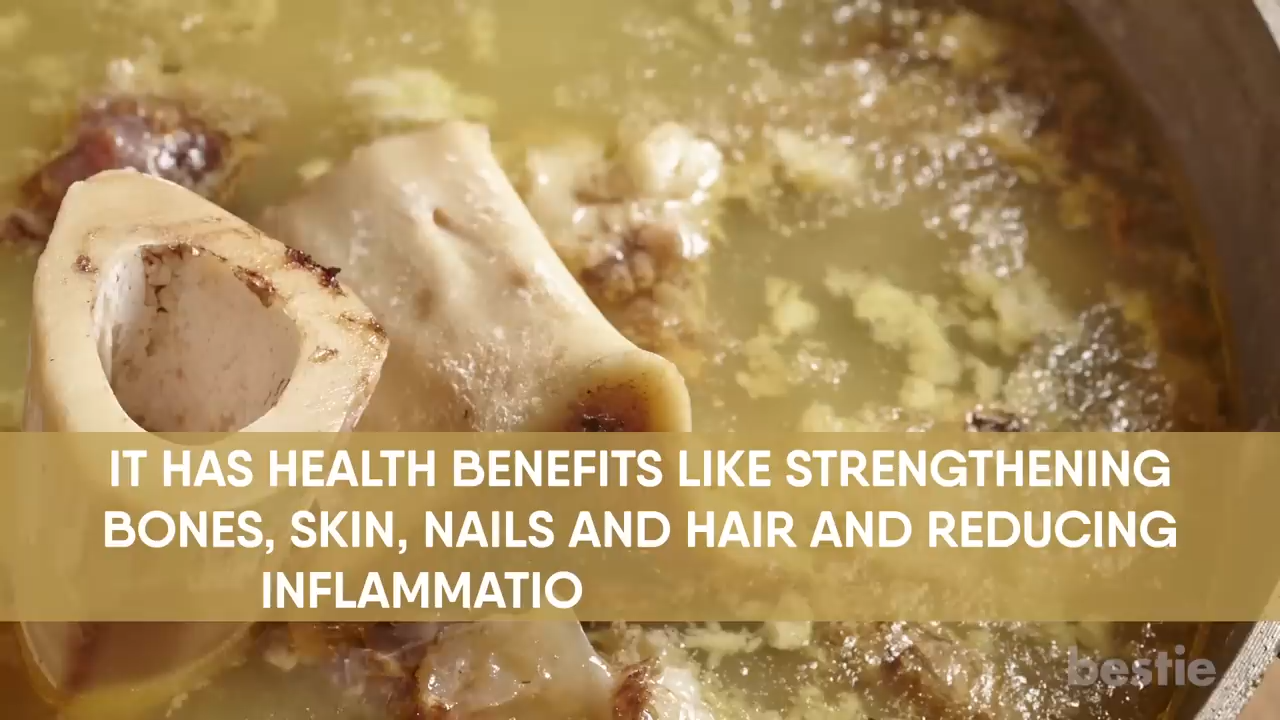 IT HAS HEALTH BENEFITS LIKE STRENGTHENING
BONES, SKIN, NAILS AND HAIR AND REDUCING
INFLAMMATIO
bestie